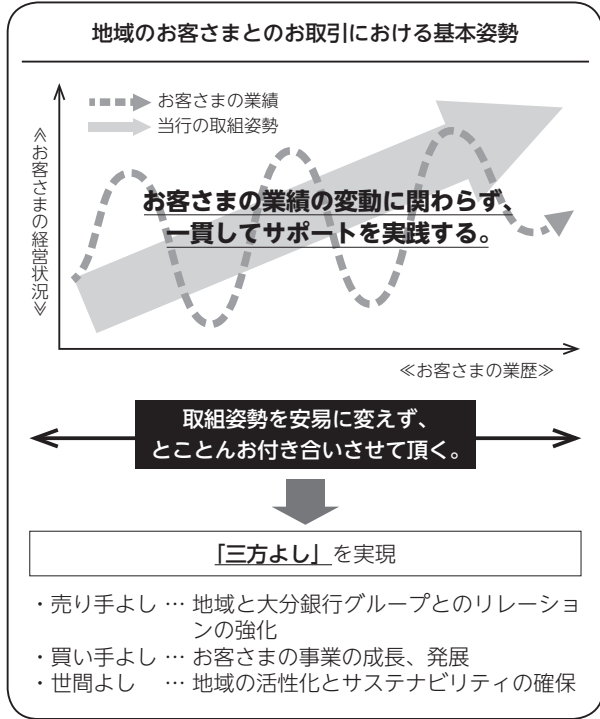 地域のお客さまとのお取引における基本姿勢
お客さまの業績
当行の取組姿勢
≪お客さまの経営状況≫
お客さまの業績の変動に関わらず、
一貫してサポートを実践する。
≪お客さまの業歴≫
取組姿勢を安易に変えず、
とことんお付き合いさせて頂く。
「三方よし」を実現
・売り手よし … 地域と大分銀行グループとのリレーショ
ンの強化
・買い手よし … お客さまの事業の成長、発展
・世間よし … 地域の活性化とサステナビリティの確保